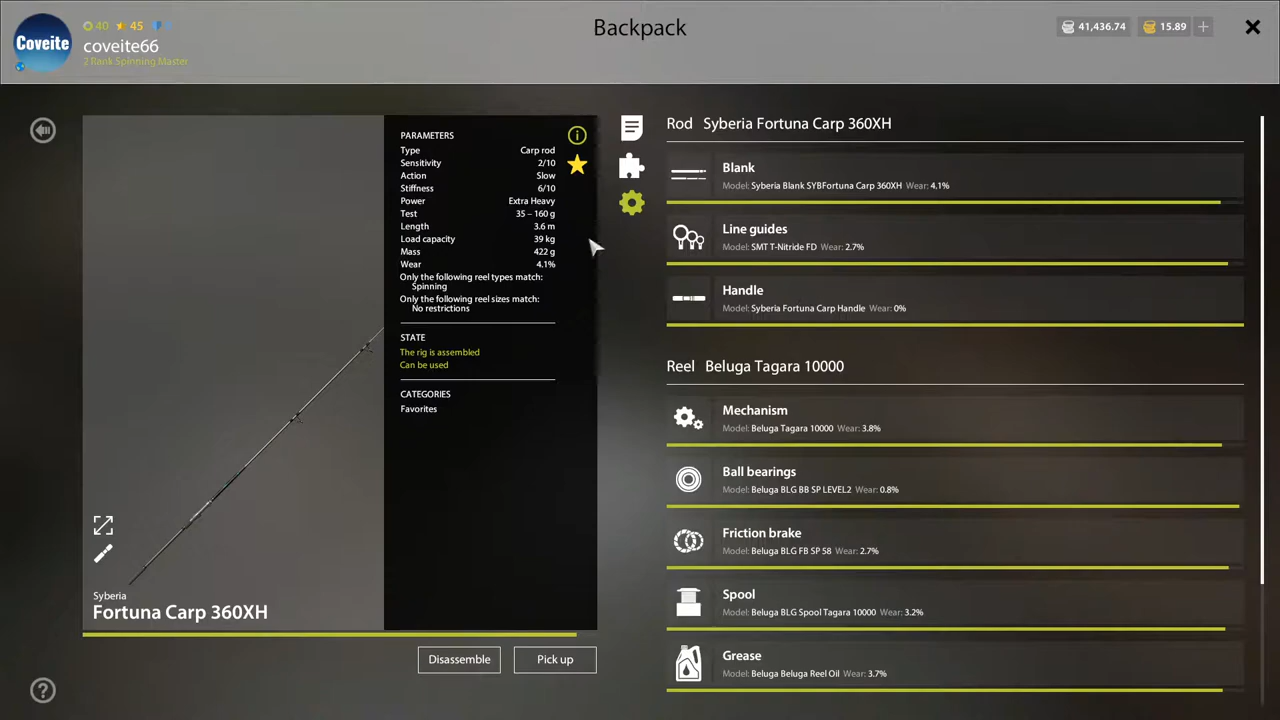 Coveite
40 45
coveite66
2 Rank Spinning Master
Backpack
41,436.74 15.89 +
PARAMETERS
Type Carp rod
Sensitivity 2/10
Action Slow
Stiffness 6/10
Power Extra Heavy
Test 35 – 160 g
Length 3.6 m
Load capacity 39 kg
Mass 422 g
Wear 4.1%
Only the following reel types match:
Spinning
Only the following reel sizes match:
No restrictions
STATE
The rig is assembled
Can be used
CATEGORIES
Favorites
Syberia
Fortuna Carp 360XH
Disassemble Pick up
Rod Syberia Fortuna Carp 360XH
Blank
Model: Syberia Blank SYBFortuna Carp 360XH Wear: 4.1%
Line guides
Model: SMT T-Nitride FD Wear: 2.7%
Handle
Model: Syberia Fortuna Carp Handle Wear: 0%
Reel Beluga Tagara 10000
Mechanism
Model: Beluga Tagara 10000 Wear: 3.8%
Ball bearings
Model: Beluga BLG BB SP LEVEL2 Wear: 0.8%
Friction brake
Model: Beluga BLG FB SP 58 Wear: 2.7%
Spool
Model: Beluga BLG Spool Tagara 10000 Wear: 3.2%
Grease
Model: Beluga Beluga Reel Oil Wear: 3.7%